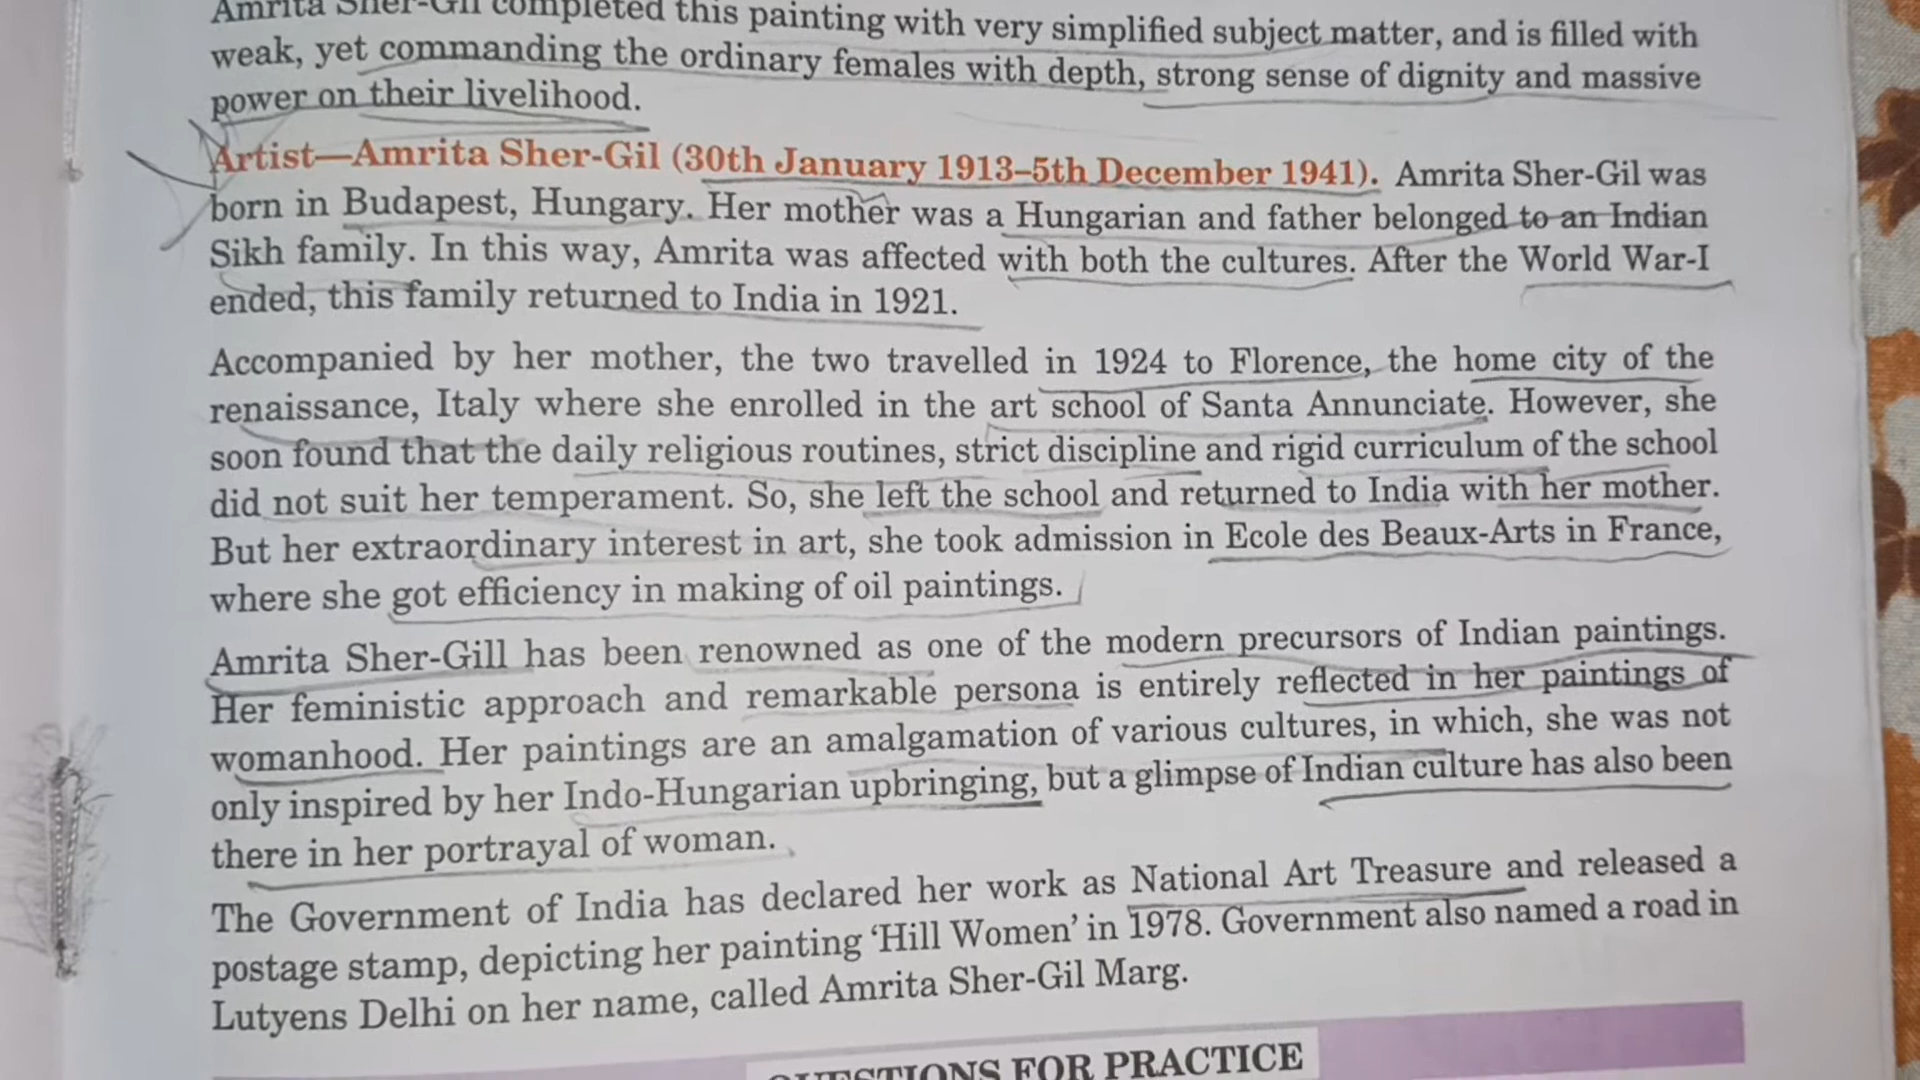 Amrita Sher-Gil completed this painting with very simplified subject matter, and is filled with
weak, yet commanding the ordinary females with depth, strong sense of dignity and massive
power on their livelihood.
Artist—Amrita Sher-Gil (30th January 1913–5th December 1941). Amrita Sher-Gil was
born in Budapest, Hungary. Her mother was a Hungarian and father belonged to an Indian
Sikh family. In this way, Amrita was affected with both the cultures. After the World War-I
ended, this family returned to India in 1921.
Accompanied by her mother, the two travelled in 1924 to Florence, the home city of the
renaissance, Italy where she enrolled in the art school of Santa Annunciate. However, she
soon found that the daily religious routines, strict discipline and rigid curriculum of the school
did not suit her temperament. So, she left the school and returned to India with her mother.
But her extraordinary interest in art, she took admission in Ecole des Beaux-Arts in France,
where she got efficiency in making of oil paintings.
Amrita Sher-Gill has been renowned as one of the modern precursors of Indian paintings.
Her feministic approach and remarkable persona is entirely reflected in her paintings of
womanhood. Her paintings are an amalgamation of various cultures, in which, she was not
only inspired by her Indo-Hungarian upbringing, but a glimpse of Indian culture has also been
there in her portrayal of woman.
The Government of India has declared her work as National Art Treasure and released a
postage stamp, depicting her painting ‘Hill Women’ in 1978. Government also named a road in
Lutyens Delhi on her name, called Amrita Sher-Gil Marg.
QUESTIONS FOR PRACTICE